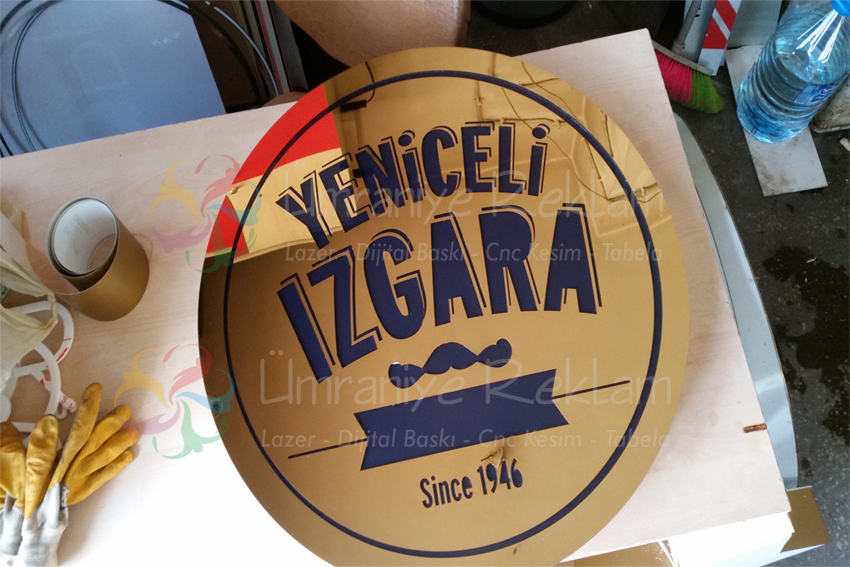 YENiCELi
IZGARA
Since 1946
Ümraniye Reklam
Lazer - Dijital Baskı - Cnc Kesim - Tabela
Ümraniye Reklam
Lazer - Dijital Baskı - Cnc Kesim - Tabela